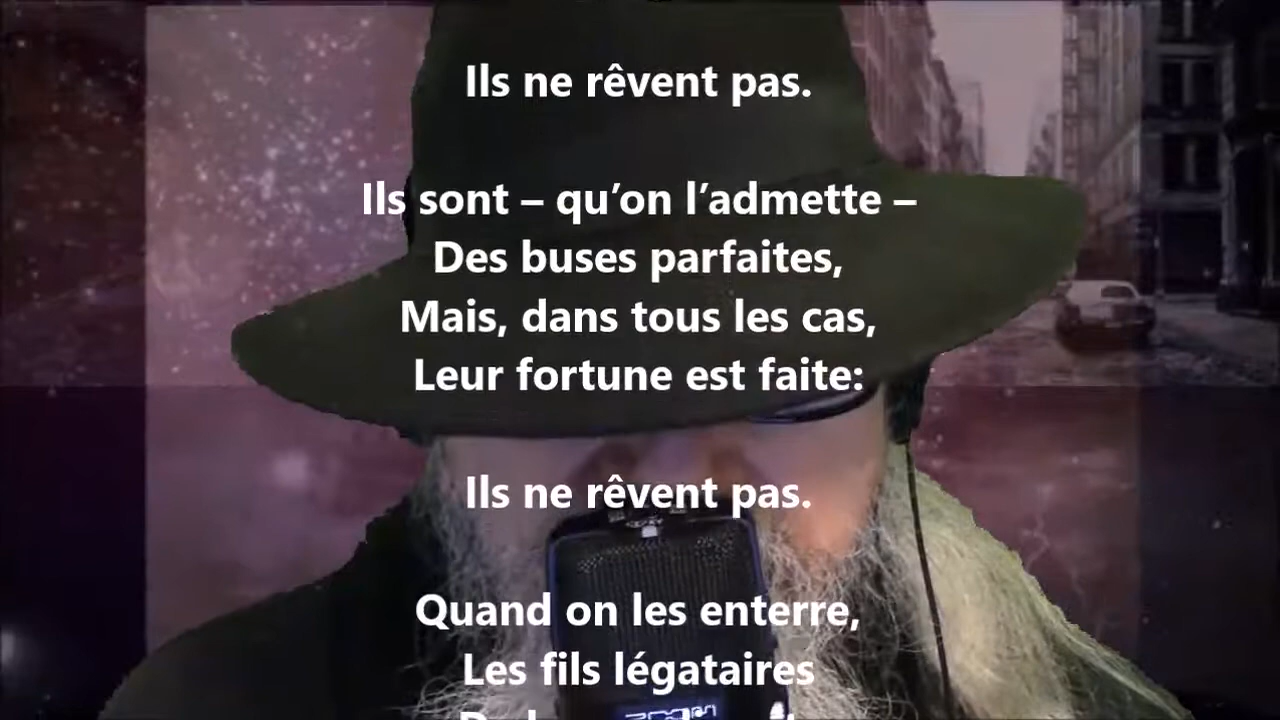 Ils ne rêvent pas.
Ils sont – qu’on l’admette –
Des buses parfaites,
Mais, dans tous les cas,
Leur fortune est faite:
Ils ne rêvent pas.
Quand on les enterre,
Les fils légataires